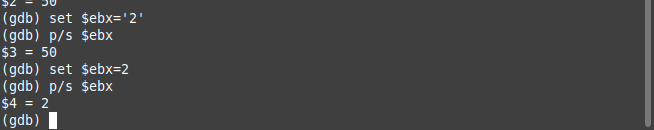 $2 = 50
(gdb) set $ebx='2'
(gdb) p/s $ebx
$3 = 50
(gdb) set $ebx=2
(gdb) p/s $ebx
$4 = 2
(gdb)